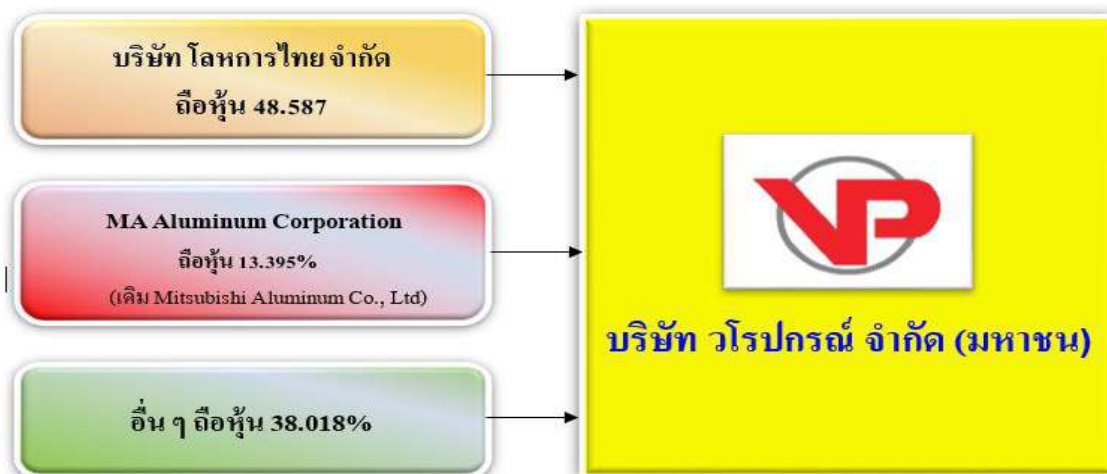 บริษัท โลหการไทย จำกัด
ถือหุ้น 48.587
MA Aluminum Corporation
ถือหุ้น 13.395%
(เดิม Mitsubishi Aluminum Co., Ltd)
อื่น ๆ ถือหุ้น 38.018%
VP
บริษัท วโรปกรณ์ จำกัด (มหาชน)